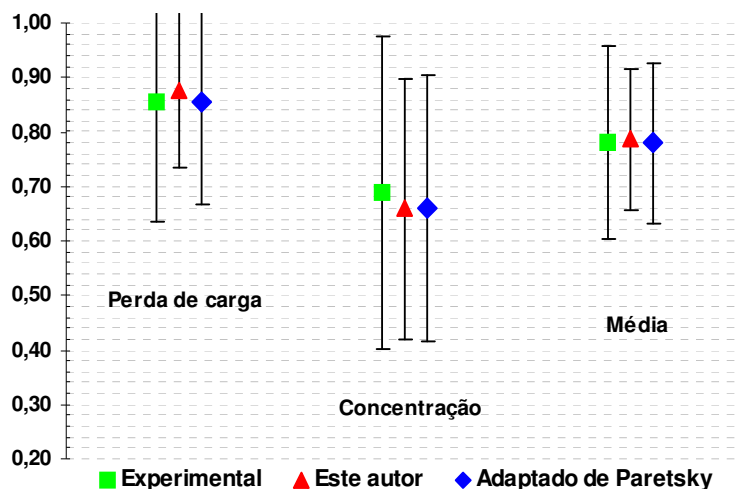 1,00
0,90
0,80
0,70
0,60
0,50
0,40
0,30
0,20
Perda de carga
Concentração
Média
Experimental Este autor Adaptado de Paretsky